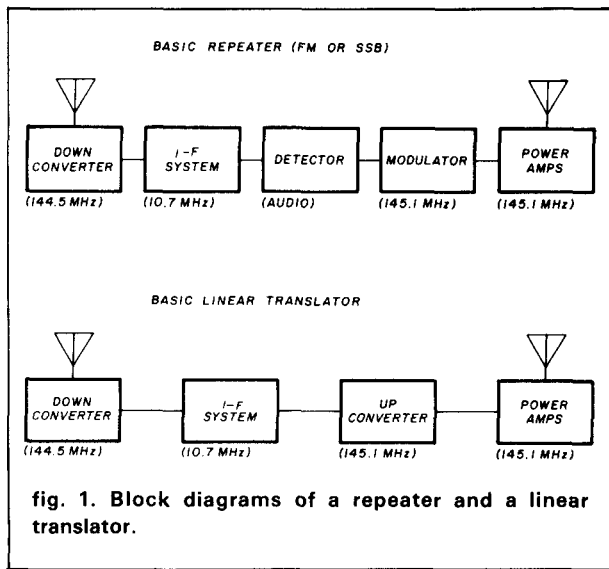 BASIC REPEATER (FM OR SSB)
DOWN CONVERTER
I-F SYSTEM
DETECTOR
MODULATOR
POWER AMPS
(144.5 MHz)
(10.7 MHz)
(AUDIO)
(145.1 MHz)
(145.1 MHz)
BASIC LINEAR TRANSLATOR
DOWN CONVERTER
I-F SYSTEM
UP CONVERTER
POWER AMPS
(144.5 MHz)
(10.7 MHz)
(145.1 MHz)
(145.1 MHz)
fig. 1. Block diagrams of a repeater and a linear
translator.